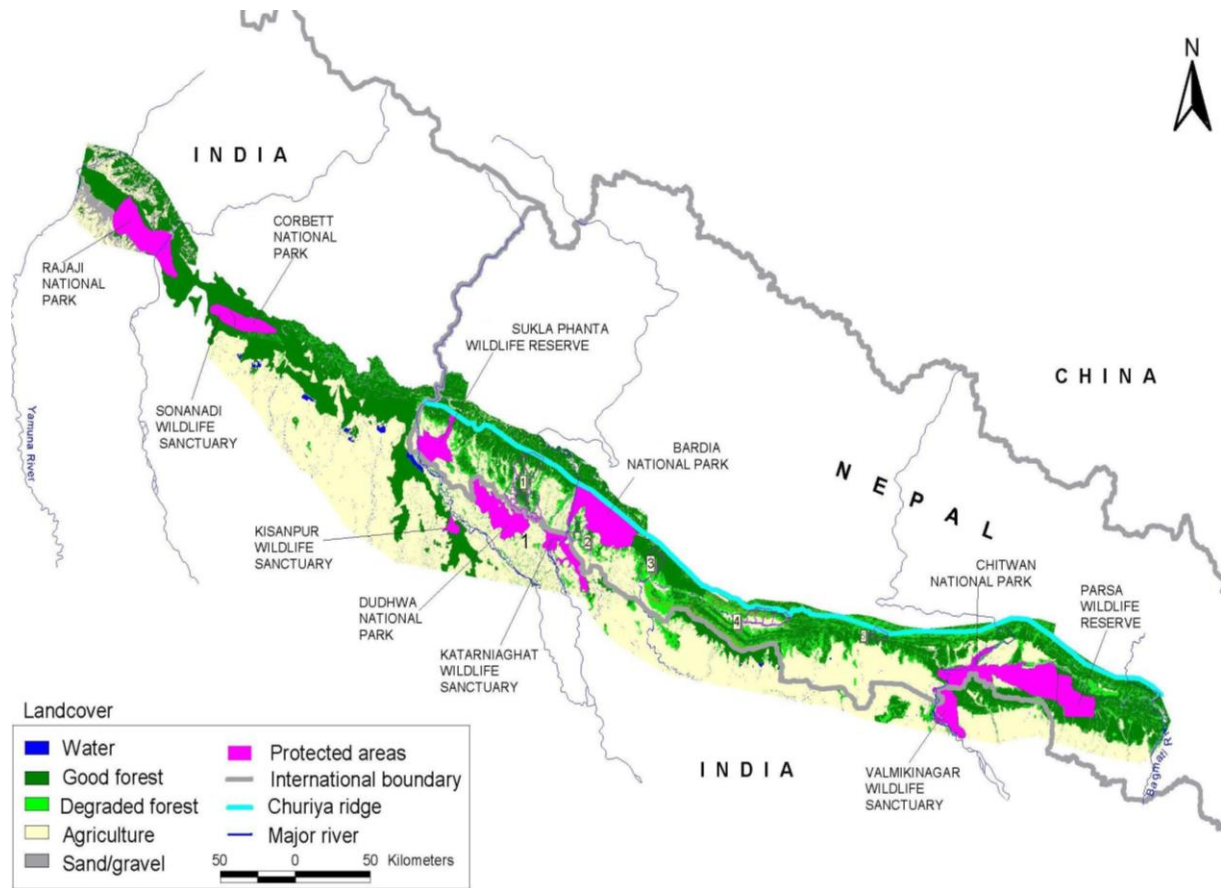 N
INDIA
CORBETT
NATIONAL
PARK
RAJAJI
NATIONAL
PARK
SUKLA PHANTA
WILDLIFE RESERVE
CHINA
SONANADI
WILDLIFE
SANCTUARY
Yamuna River
BARDIA
NATIONAL PARK
NEPAL
1
KISANPUR
WILDLIFE
SANCTUARY
1
2
3
CHITWAN
NATIONAL PARK
PARSA
WILDLIFE
RESERVE
DUDHWA
NATIONAL
PARK
4
KATARNIAGHAT
WILDLIFE
SANCTUARY
INDIA
VALMIKINAGAR
WILDLIFE
SANCTUARY
Bagmati
Landcover
Water
Good forest
Degraded forest
Agriculture
Sand/gravel
Protected areas
International boundary
Churiya ridge
Major river
50 0 50 Kilometers